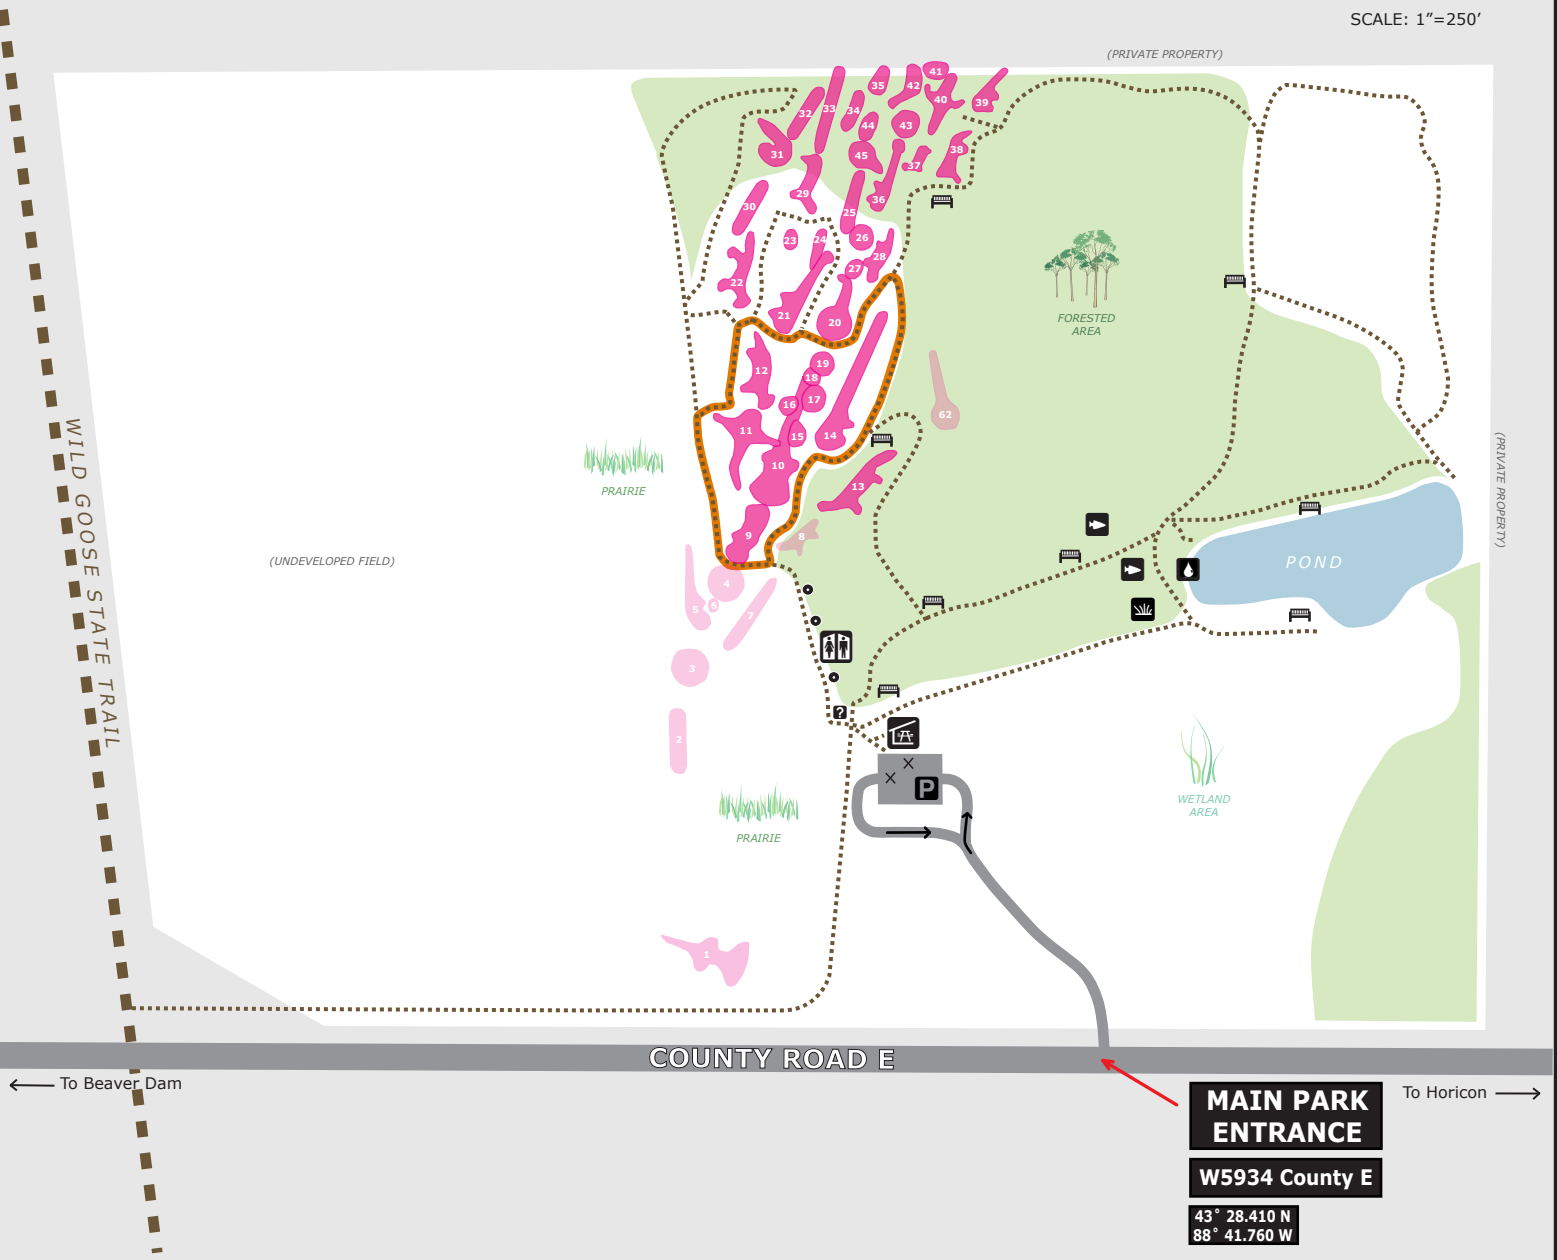 SCALE: 1”=250’
(PRIVATE PROPERTY)
41
35
42
40
39
32
33
34
44
43
31
45
37
38
29
36
30
25
23
24
26
28
27
22
21
20
FORESTED
AREA
12
19
18
16
17
62
11
15
14
10
13
WILD GOOSE STATE TRAIL
PRAIRIE
(PRIVATE PROPERTY)
9
8
(UNDEVELOPED FIELD)
POND
4
5
6
7
3
2
?
P
PRAIRIE
WETLAND
AREA
1
COUNTY ROAD E
To Beaver Dam
To Horicon
MAIN PARK
ENTRANCE
W5934 County E
43° 28.410 N
88° 41.760 W